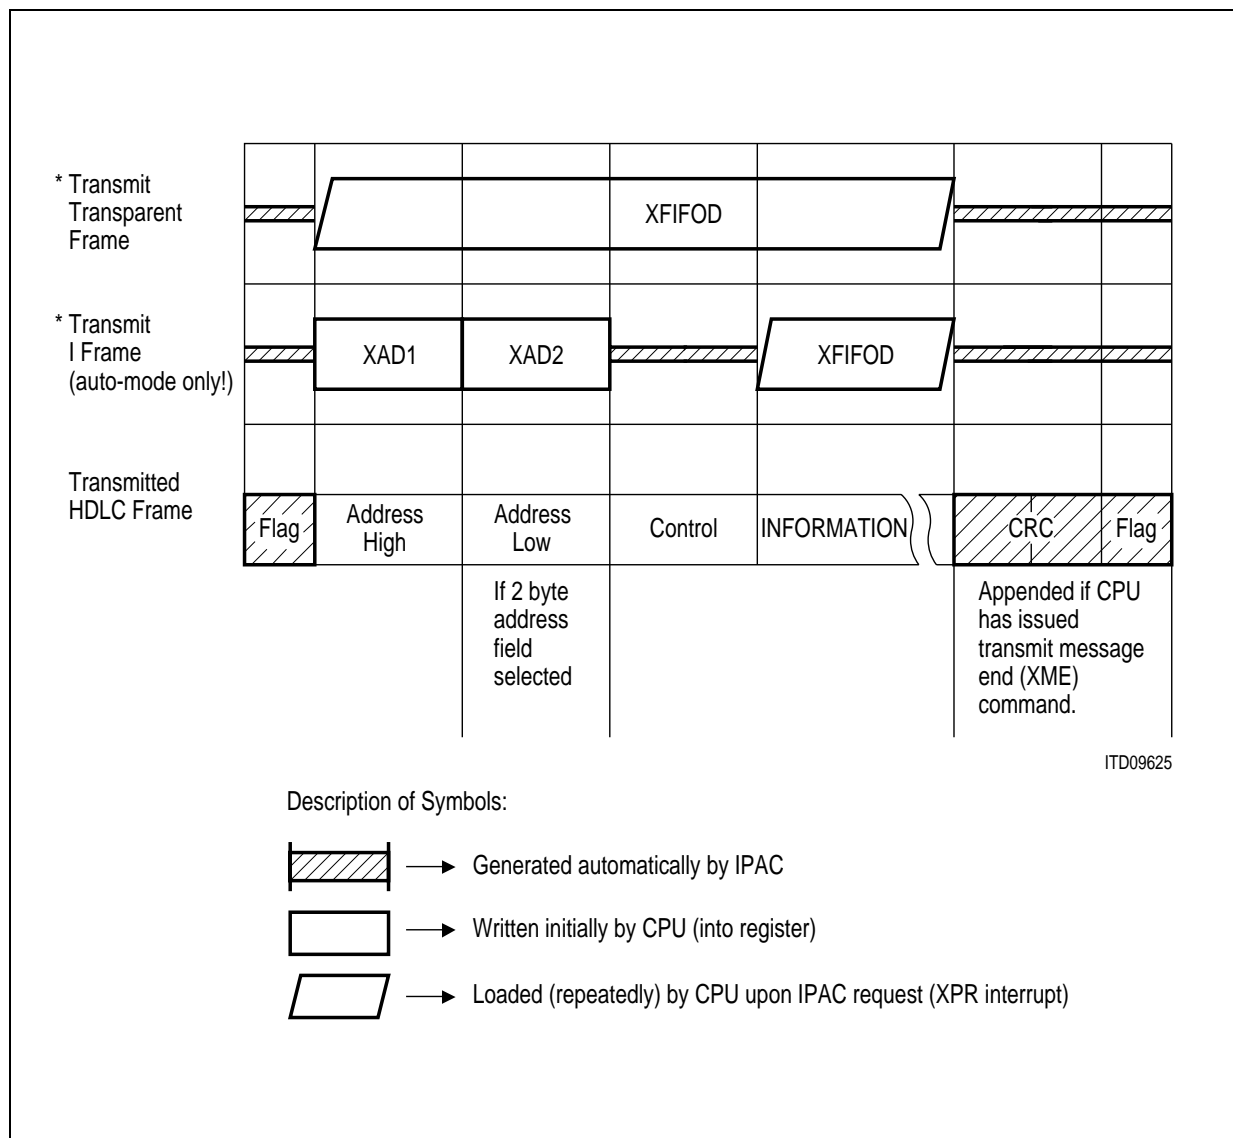 * Transmit
Transparent
Frame
XFIFOD
* Transmit
I Frame
(auto-mode only!)
XAD1
XAD2
XFIFOD
Transmitted
HDLC Frame
Flag
Address
High
Address
Low
Control
INFORMATION
CRC
Flag
If 2 byte
address
field
selected
Appended if CPU
has issued
transmit message
end (XME)
command.
ITD09625
Description of Symbols:
Generated automatically by IPAC
Written initially by CPU (into register)
Loaded (repeatedly) by CPU upon IPAC request (XPR interrupt)